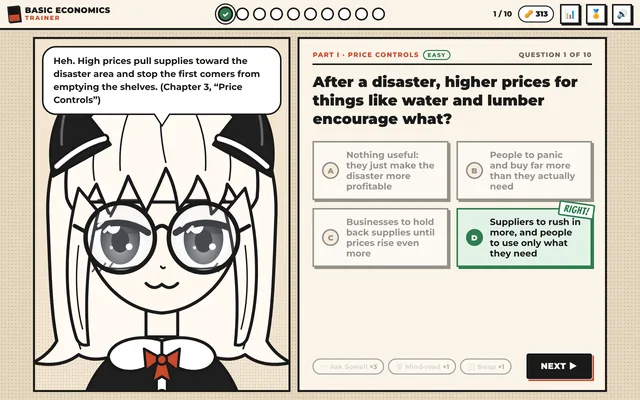 BASIC ECONOMICS
TRAINER
1 / 10
313
Heh. High prices pull supplies toward the
disaster area and stop the first comers from
emptying the shelves. (Chapter 3, “Price
Controls”)
PART I · PRICE CONTROLS
EASY
QUESTION 1 OF 10
After a disaster, higher prices for
things like water and lumber
encourage what?
A
Nothing useful:
they just make the
disaster more
profitable
B
People to panic
and buy far more
than they actually
need
C
Businesses to hold
back supplies until
prices rise even
more
RIGHT!
D
Suppliers to rush in
more, and people
to use only what
they need
Ask Sowell ×3
Mind-read ×1
Swap ×1
NEXT ▶